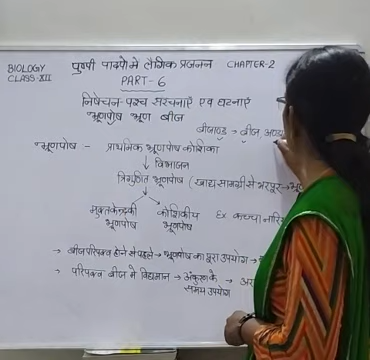 BIOLOGY पुष्पी पादपो मे लैंगिक प्रजनन CHAPTER-2
CLASS-XII PART-6
निषेचन-पश्च संरचनाएँ एवं घटनाएँ
भ्रूणपोष भ्रूण बीज
बीजाण्ड → बीज,
भ्रूणपोष - प्राथमिक भ्रूणपोष कोशिका
↓ विभाजन
त्रिगुणित भ्रूणपोष (खाद्य सामग्री से भरपूर →
मुक्तकेन्द्रकी भ्रूणपोष
कोशिकीय भ्रूणपोष
Ex कच्चा
→ बीज परिपक्व होने से पहले → भ्रूणपोष का पूरा उपयोग →
→ परिपक्व बीज मे विद्यमान → अंकुरण के समय उपयोग →